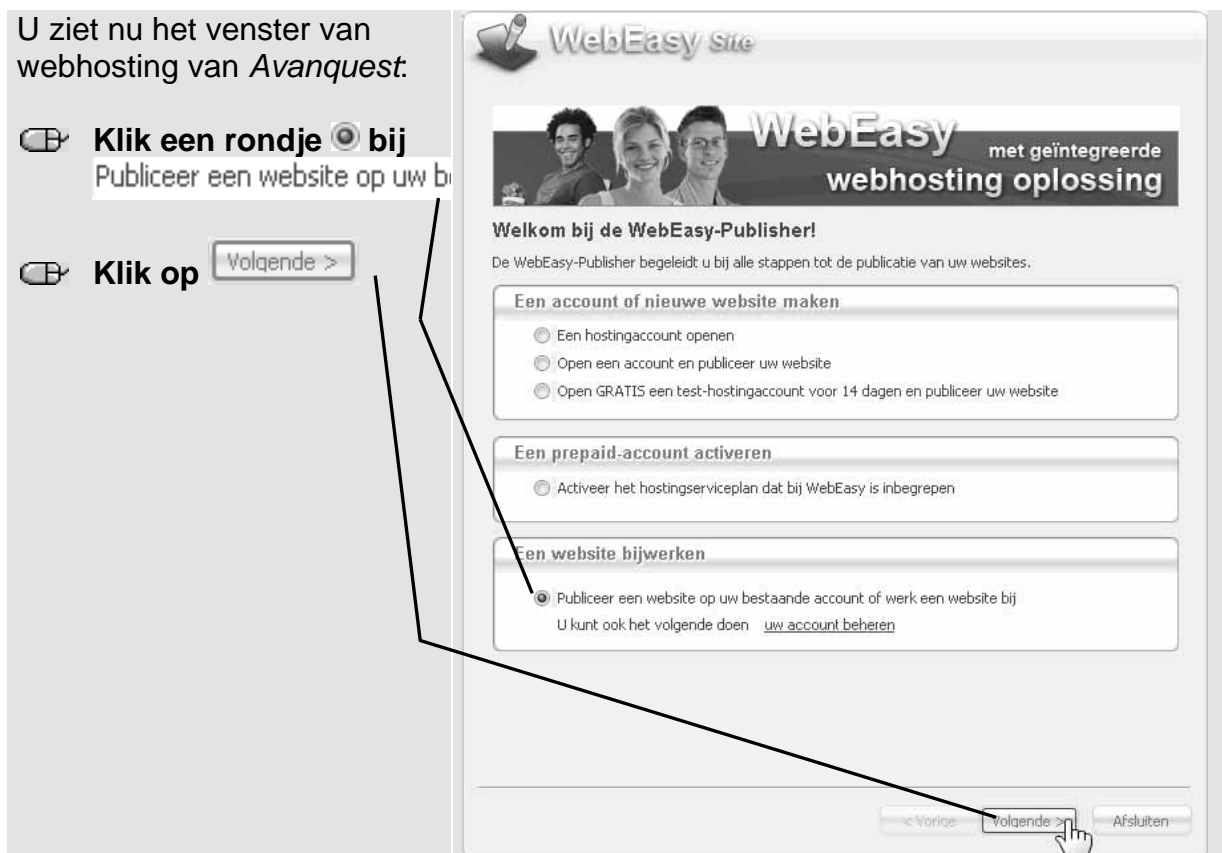 U ziet nu het venster van
webhosting van Avanquest:
Klik een rondje bij
Publiceer een website op uw b
Klik op Volgende >
WebEasy Site
WebEasy
met geïntegreerde
webhosting oplossing
Welkom bij de WebEasy-Publisher!
De WebEasy-Publisher begeleidt u bij alle stappen tot de publicatie van uw websites.
Een account of nieuwe website maken
Een hostingaccount openen
Open een account en publiceer uw website
Open GRATIS een test-hostingaccount voor 14 dagen en publiceer uw website
Een prepaid-account activeren
Activeer het hostingserviceplan dat bij WebEasy is inbegrepen
Een website bijwerken
Publiceer een website op uw bestaande account of werk een website bij
U kunt ook het volgende doen uw account beheren
< Vorige Volgende > Afsluiten